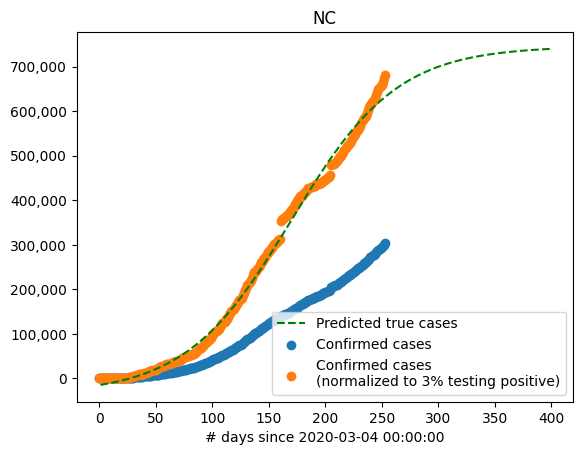 NC
700,000
600,000
500,000
400,000
300,000
200,000
100,000
0
Predicted true cases
Confirmed cases
Confirmed cases
(normalized to 3% testing positive)
0 50 100 150 200 250 300 350 400
# days since 2020-03-04 00:00:00